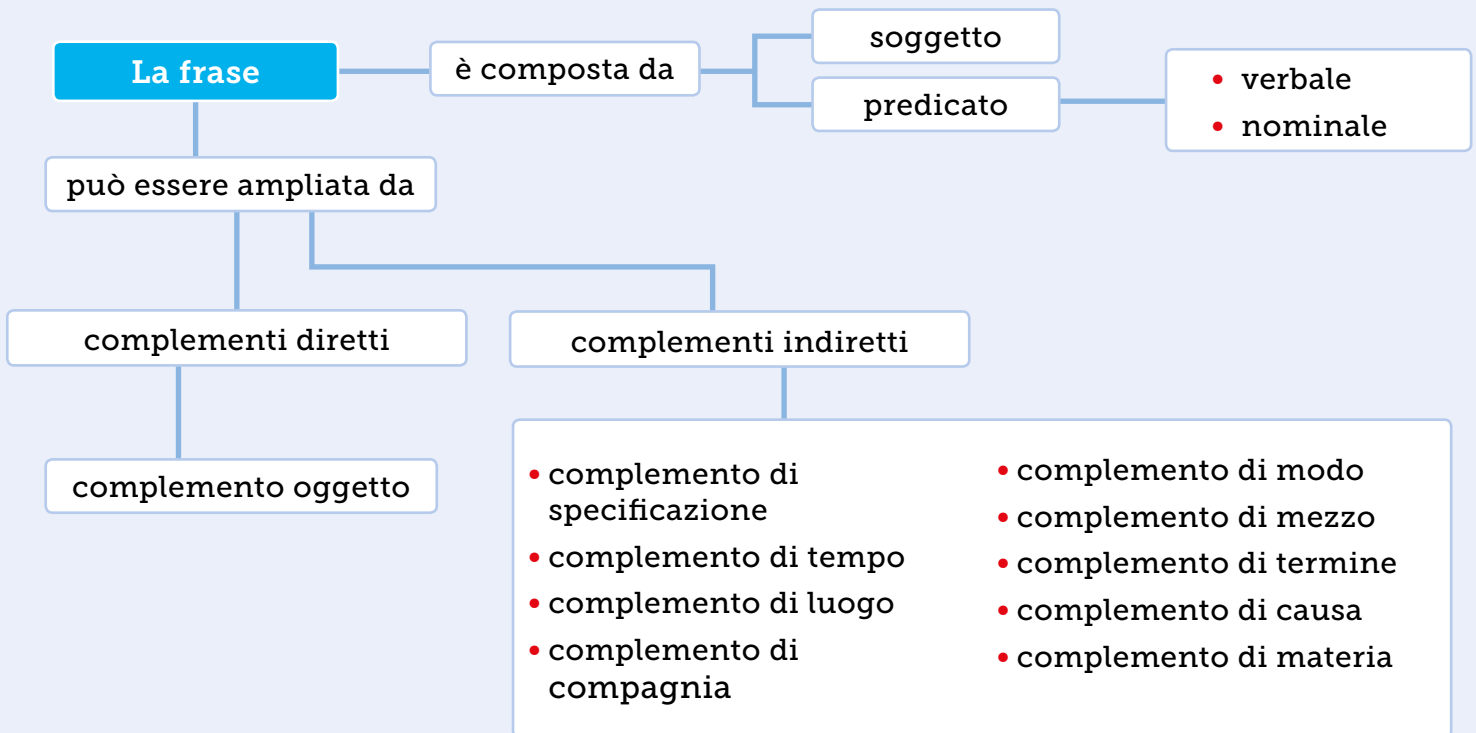 La frase
è composta da
soggetto
predicato
• verbale
• nominale
può essere ampliata da
complementi diretti
complementi indiretti
complemento oggetto
• complemento di
specificazione
• complemento di tempo
• complemento di luogo
• complemento di
compagnia
• complemento di modo
• complemento di mezzo
• complemento di termine
• complemento di causa
• complemento di materia